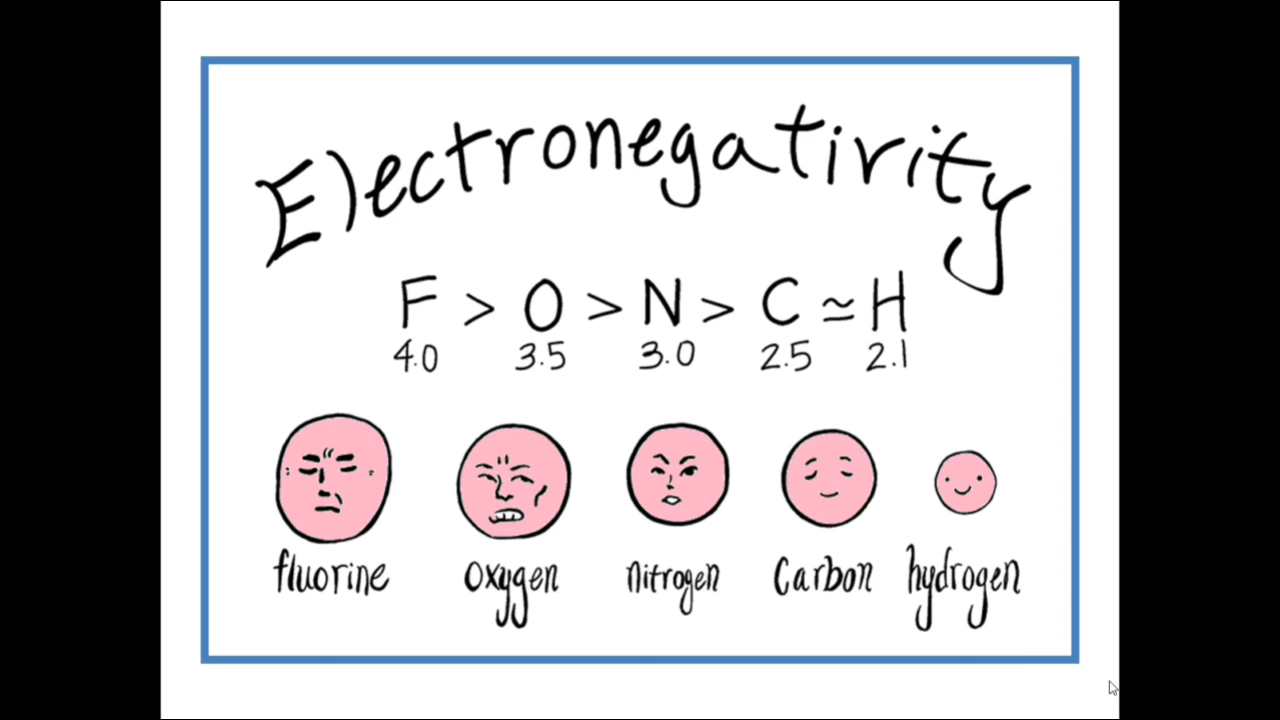 Electronegativity
F > O > N > C ≃ H
4.0 3.5 3.0 2.5 2.1
fluorine oxygen nitrogen Carbon hydrogen